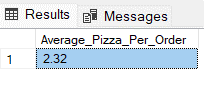 Results Messages
Average_Pizza_Per_Order
1 2.32